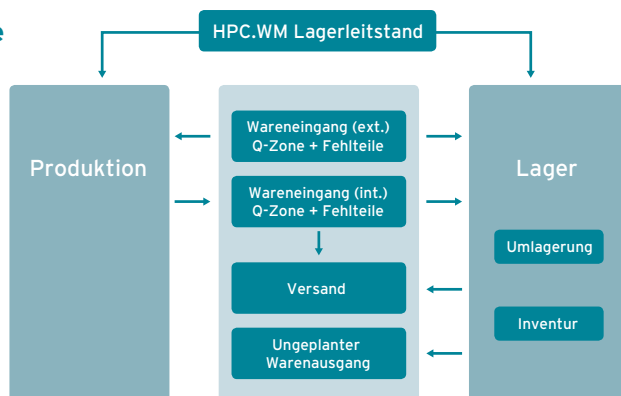 e
HPC.WM Lagerleitstand
Produktion
Wareneingang (ext.)
Q-Zone + Fehlteile
Wareneingang (int.)
Q-Zone + Fehlteile
Versand
Ungeplanter
Warenausgang
Lager
Umlagerung
Inventur